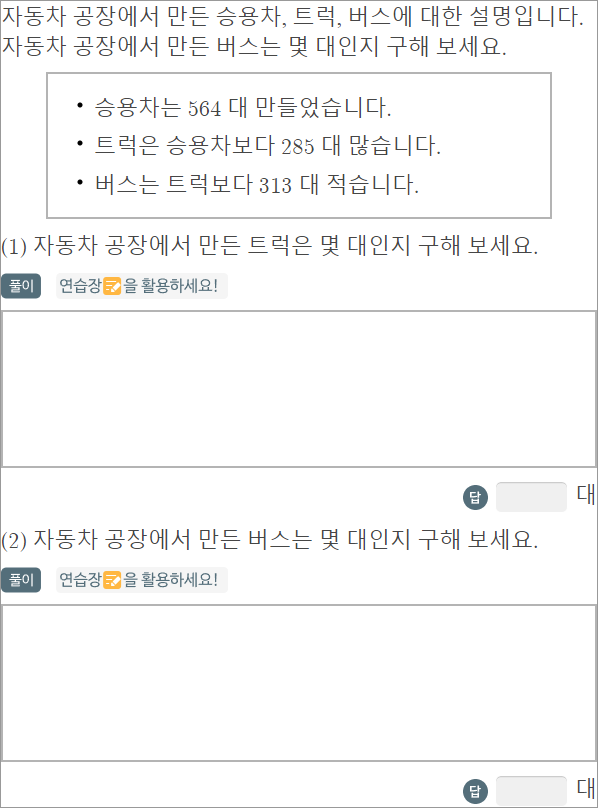 자동차 공장에서 만든 승용차, 트럭, 버스에 대한 설명입니다.
자동차 공장에서 만든 버스는 몇 대인지 구해 보세요.
• 승용차는 564 대 만들었습니다.
• 트럭은 승용차보다 285 대 많습니다.
• 버스는 트럭보다 313 대 적습니다.
(1) 자동차 공장에서 만든 트럭은 몇 대인지 구해 보세요.
풀이 연습장을 활용하세요!
답 대
(2) 자동차 공장에서 만든 버스는 몇 대인지 구해 보세요.
풀이 연습장을 활용하세요!
답 대